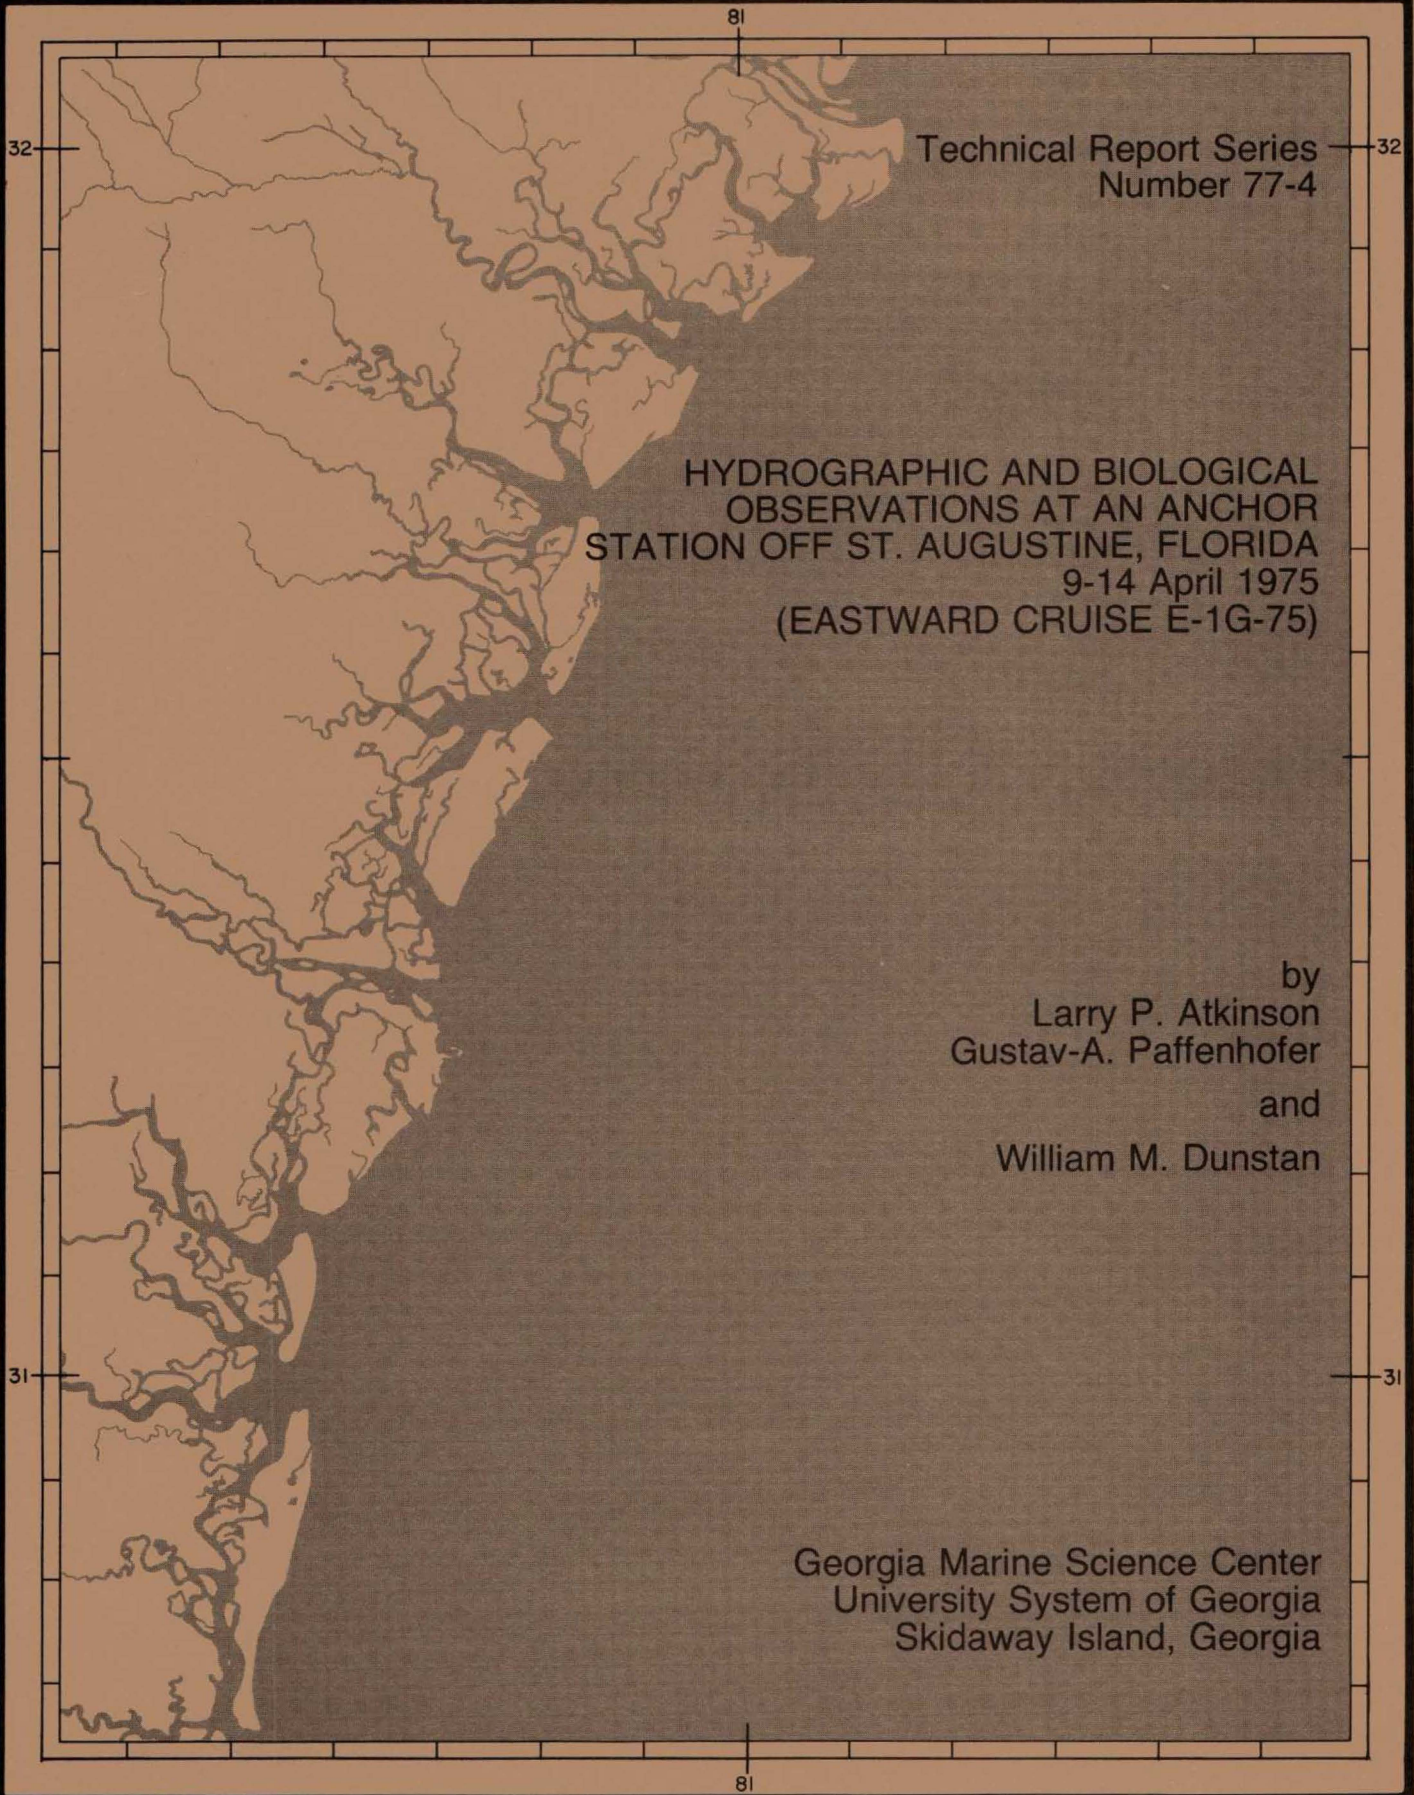 81
32
Technical Report Series
32
Number 77-4
HYDROGRAPHIC AND BIOLOGICAL
OBSERVATIONS AT AN ANCHOR
STATION OFF ST. AUGUSTINE, FLORIDA
9-14 April 1975
(EASTWARD CRUISE E-1G-75)
by
Larry P. Atkinson
Gustav-A. Paffenhofer
and
William M. Dunstan
31
31
Georgia Marine Science Center
University System of Georgia
Skidaway Island, Georgia
81